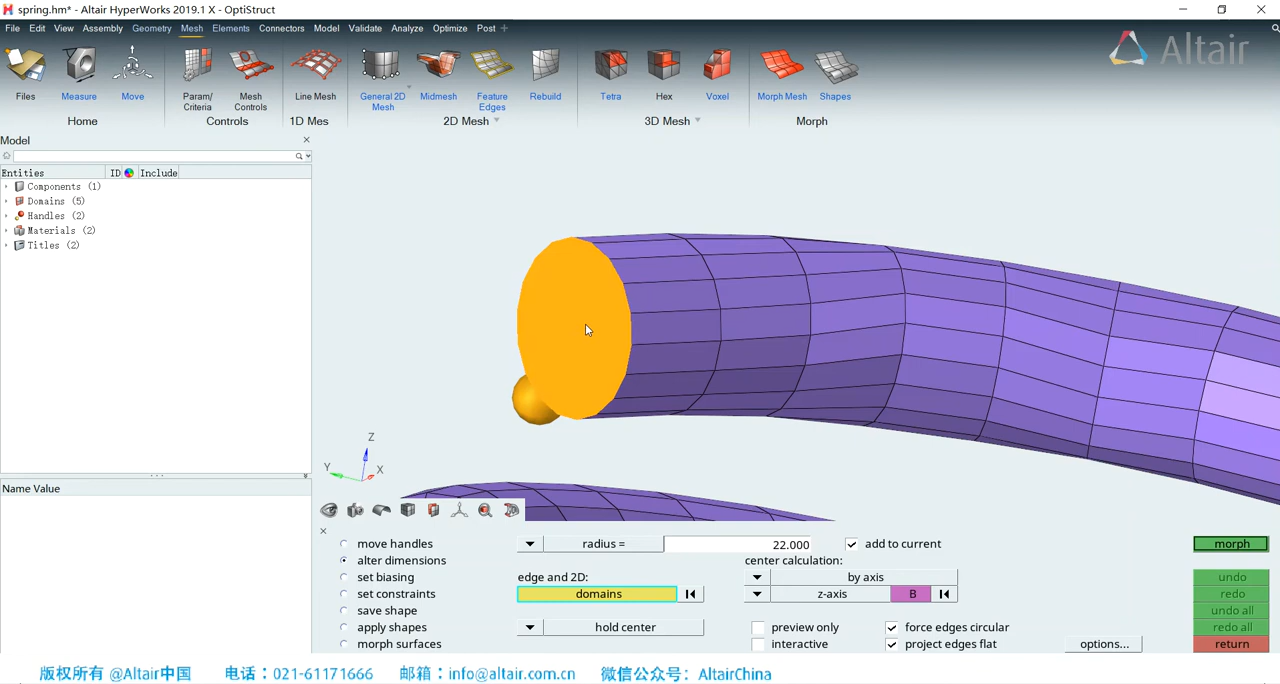 spring.hm* - Altair HyperWorks 2019.1 X - OptiStruct
File Edit View Assembly Geometry Mesh Elements Connectors Model Validate Analyze Optimize Post +
Altair
Files Measure Move Param/ Criteria Mesh Controls Line Mesh General 2D Mesh Midmesh Feature Edges Rebuild Tetra Hex Voxel Morph Mesh Shapes
Home Controls 1D Mes 2D Mesh 3D Mesh Morph
Model
Entities ID Include
Components (1)
Domains (5)
Handles (2)
Materials (2)
Titles (2)
Z
Y
X
Name Value
move handles radius = 22.000 add to current morph
alter dimensions center calculation:
set biasing edge and 2D: by axis undo
set constraints domains z-axis B redo
save shape undo all
apply shapes hold center preview only force edges circular redo all
morph surfaces interactive project edges flat options... return
版权所有 @Altair中国 电话：021-61171666 邮箱：info@altair.com.cn 微信公众号：AltairChina